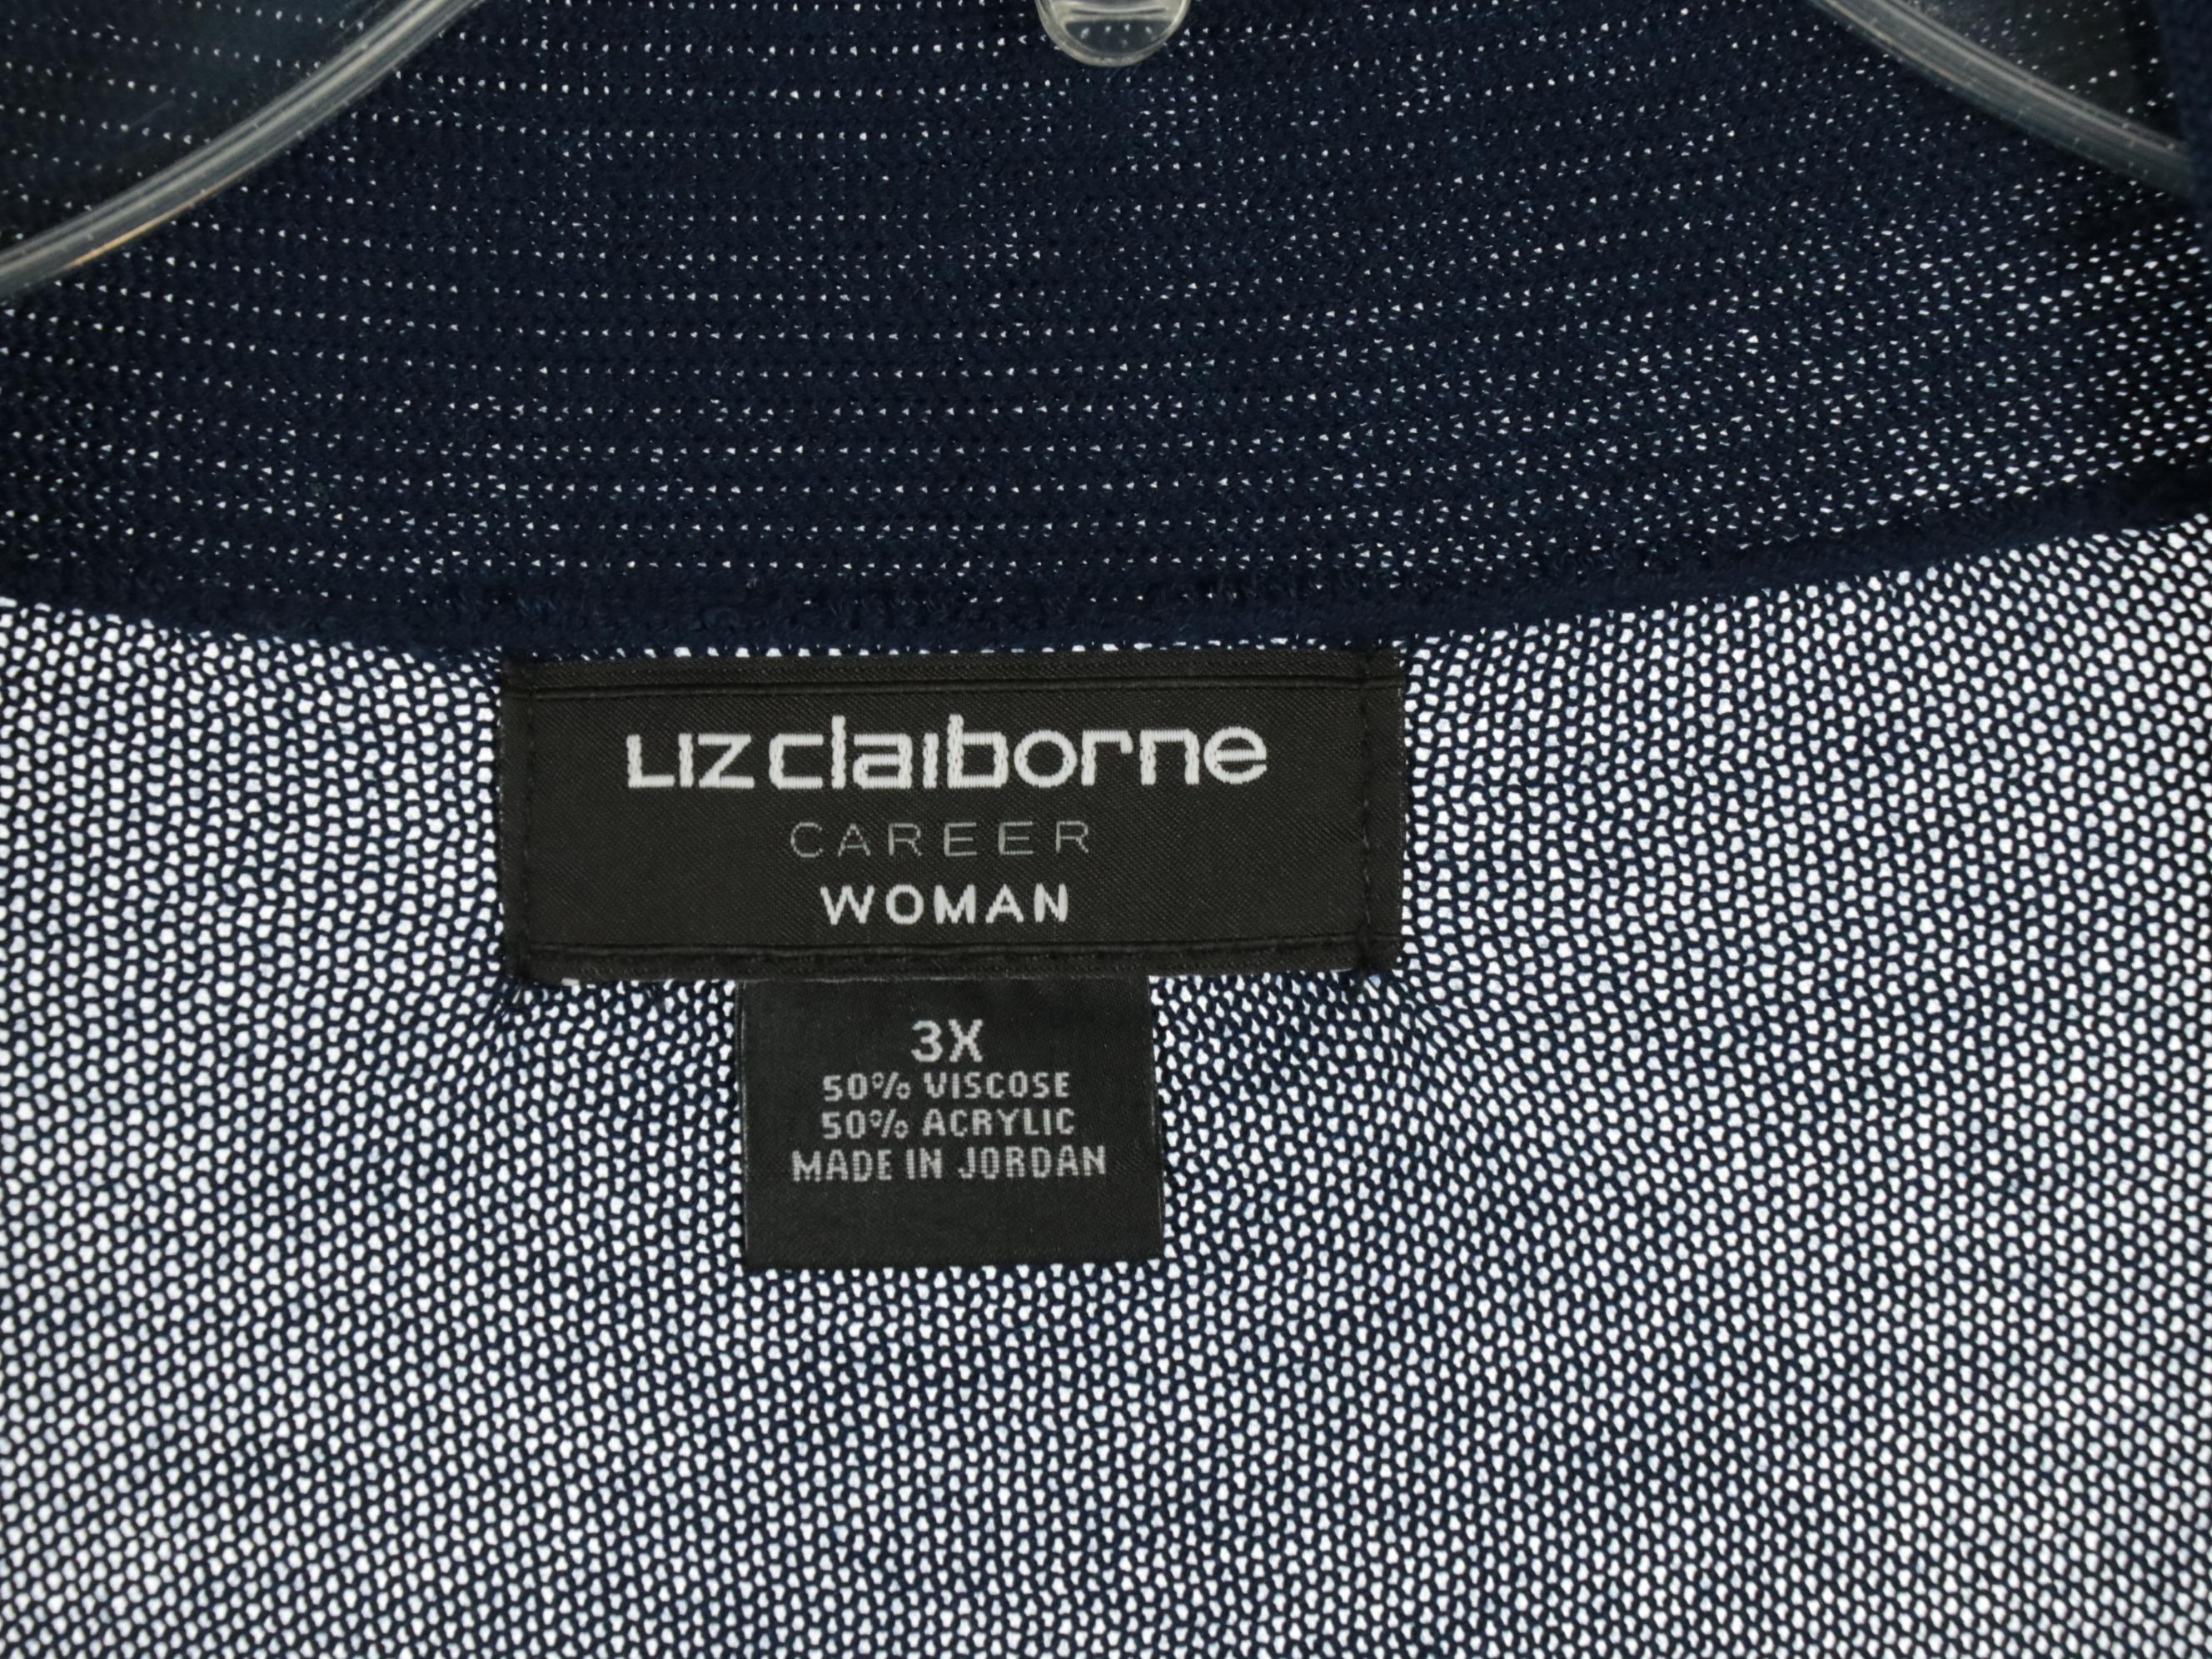 LIZ claiborne
CAREER
WOMAN
3X
50% VISCOSE
50% ACRYLIC
MADE IN JORDAN